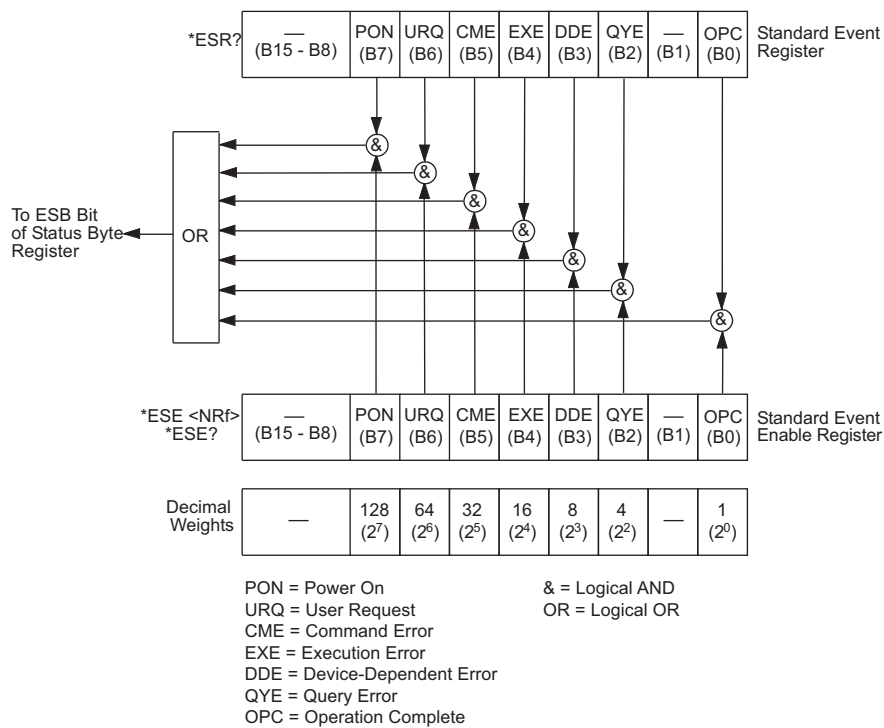 *ESR?
—
(B15 - B8)
PON
(B7)
URQ
(B6)
CME
(B5)
EXE
(B4)
DDE
(B3)
QYE
(B2)
—
(B1)
OPC
(B0)
Standard Event
Register
&
&
&
&
&
&
&
To ESB Bit
of Status Byte
Register
OR
*ESE <NRf>
*ESE?
—
(B15 - B8)
PON
(B7)
URQ
(B6)
CME
(B5)
EXE
(B4)
DDE
(B3)
QYE
(B2)
—
(B1)
OPC
(B0)
Standard Event
Enable Register
Decimal
Weights
—
128
(2⁷)
64
(2⁶)
32
(2⁵)
16
(2⁴)
8
(2³)
4
(2²)
—
1
(2⁰)
PON = Power On
URQ = User Request
CME = Command Error
EXE = Execution Error
DDE = Device-Dependent Error
QYE = Query Error
OPC = Operation Complete
& = Logical AND
OR = Logical OR